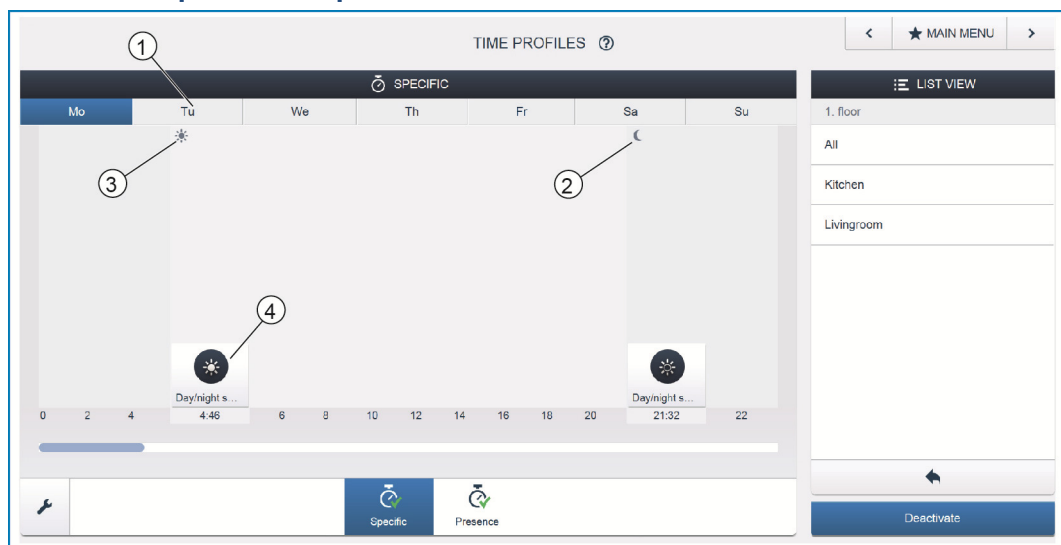 TIME PROFILES ?
< ★ MAIN MENU >
1
SPECIFIC
LIST VIEW
Mo Tu We Th Fr Sa Su
1. floor
All
3
2
Kitchen
Livingroom
4
Day/night s...
Day/night s...
0 2 4 4:46 6 8 10 12 14 16 18 20 21:32 22
Specific
Presence
Deactivate